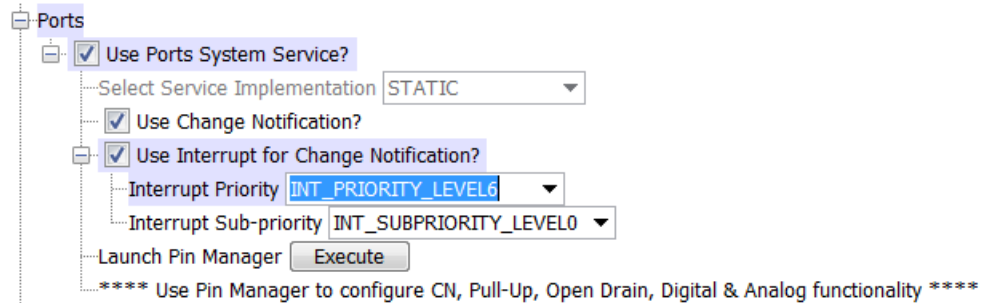 Ports
Use Ports System Service?
Select Service Implementation STATIC
Use Change Notification?
Use Interrupt for Change Notification?
Interrupt Priority INT_PRIORITY_LEVEL6
Interrupt Sub-priority INT_SUBPRIORITY_LEVEL0
Launch Pin Manager Execute
**** Use Pin Manager to configure CN, Pull-Up, Open Drain, Digital & Analog functionality ****